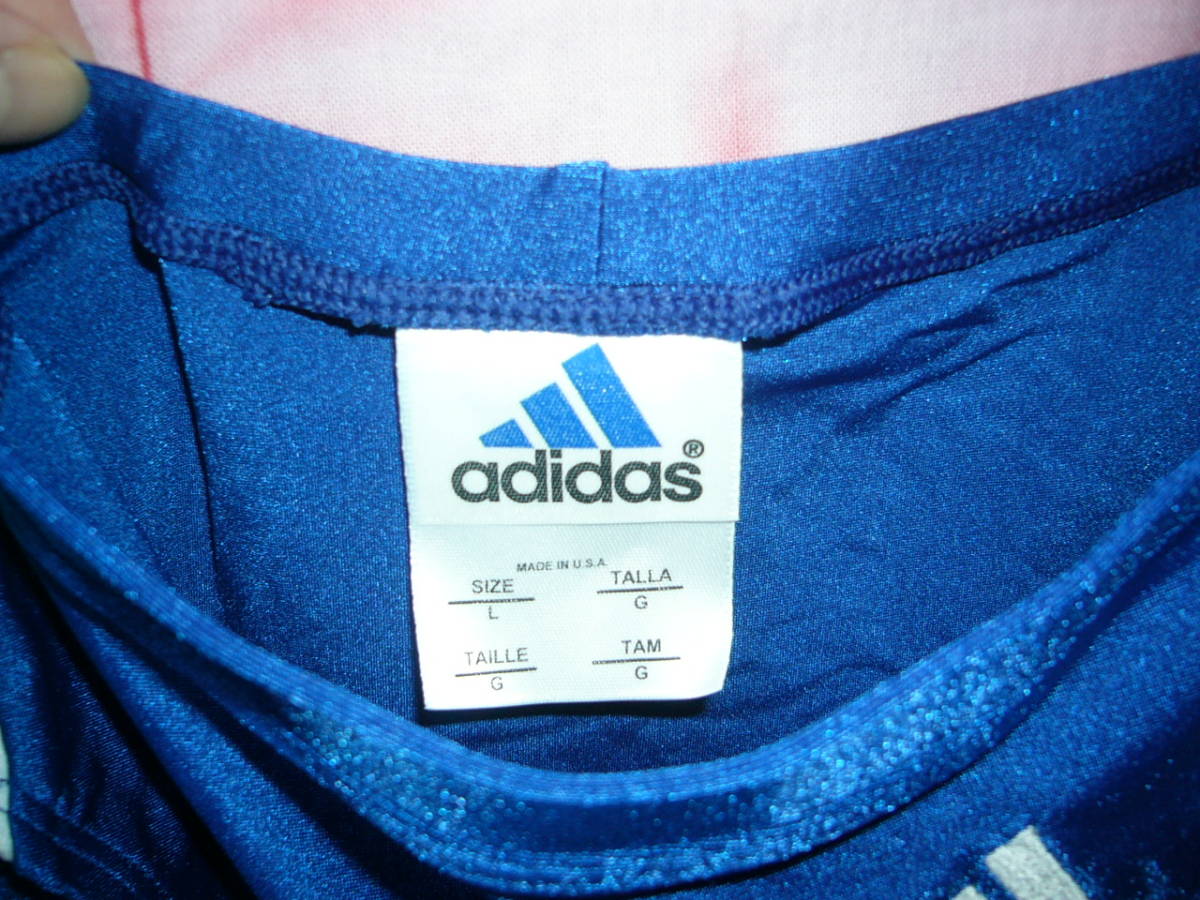 adidas®
MADE IN U.S.A.
SIZE TALLA
L G
TAILLE TAM
G G